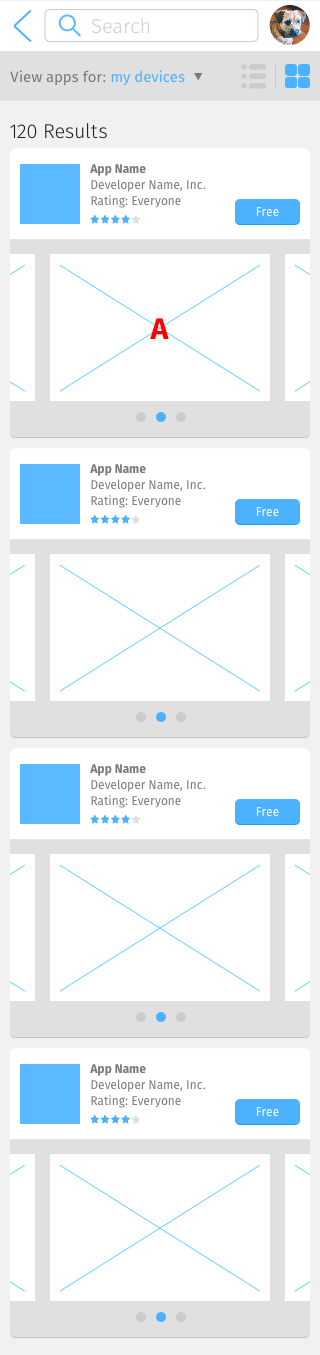 Search
View apps for: my devices
120 Results
App Name
Developer Name, Inc.
Rating: Everyone
Free
A
App Name
Developer Name, Inc.
Rating: Everyone
Free
App Name
Developer Name, Inc.
Rating: Everyone
Free
App Name
Developer Name, Inc.
Rating: Everyone
Free